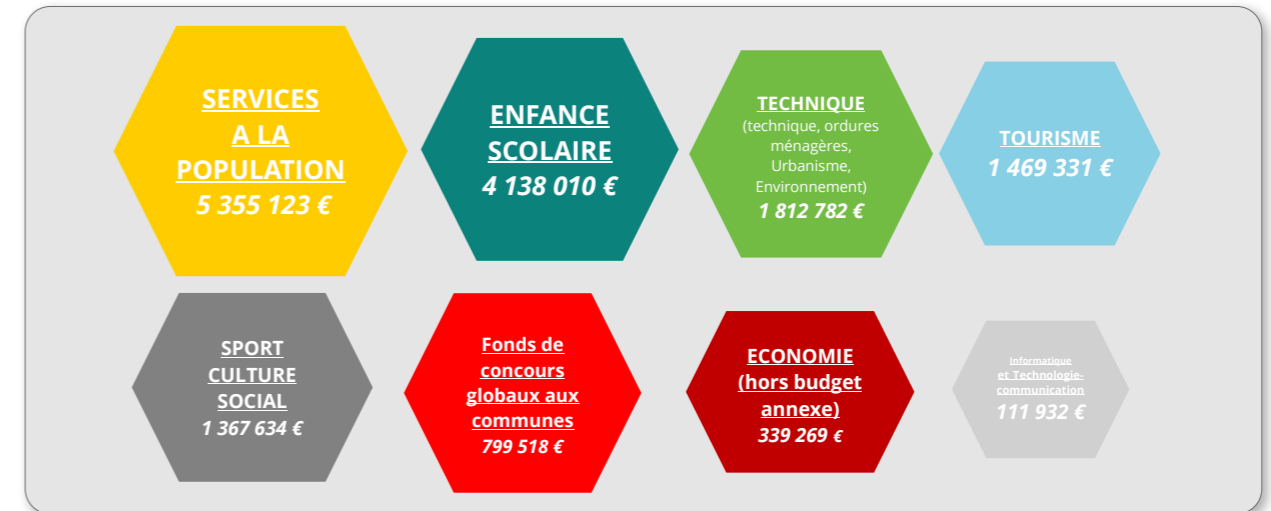 SERVICES
A LA
POPULATION
5 355 123 €
ENFANCE
SCOLAIRE
4 138 010 €
TECHNIQUE
(technique, ordures
ménagères,
Urbanisme,
Environnement)
1 812 782 €
TOURISME
1 469 331 €
SPORT
CULTURE
SOCIAL
1 367 634 €
Fonds de
concours
globaux aux
communes
799 518 €
ECONOMIE
(hors budget
annexe)
339 269 €
Informatique
et Technologie-
communication
111 932 €